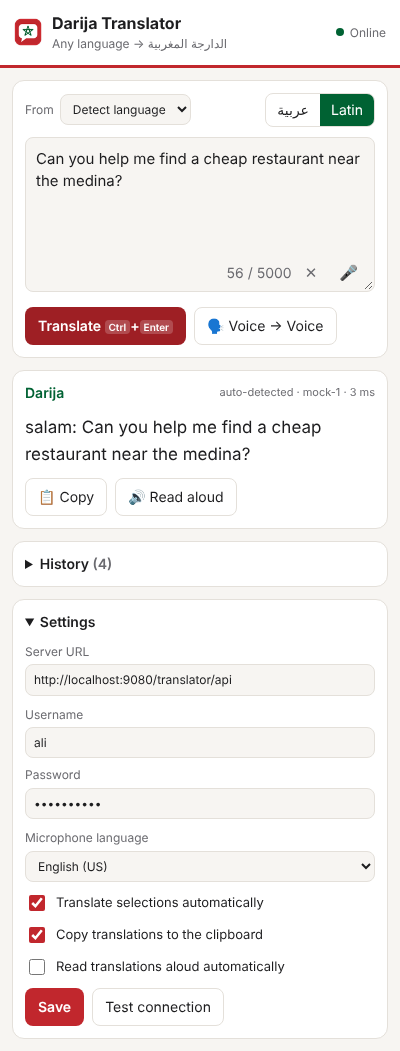 Darija Translator
Any language → الدارجة المغربية
Online
From
Detect language
عربية
Latin
Can you help me find a cheap restaurant near
the medina?
56 / 5000
Translate Ctrl+Enter
Voice → Voice
Darija
auto-detected · mock-1 · 3 ms
salam: Can you help me find a cheap
restaurant near the medina?
Copy
Read aloud
History (4)
Settings
Server URL
http://localhost:9080/translator/api
Username
ali
Password
••••••••••
Microphone language
English (US)
Translate selections automatically
Copy translations to the clipboard
Read translations aloud automatically
Save
Test connection